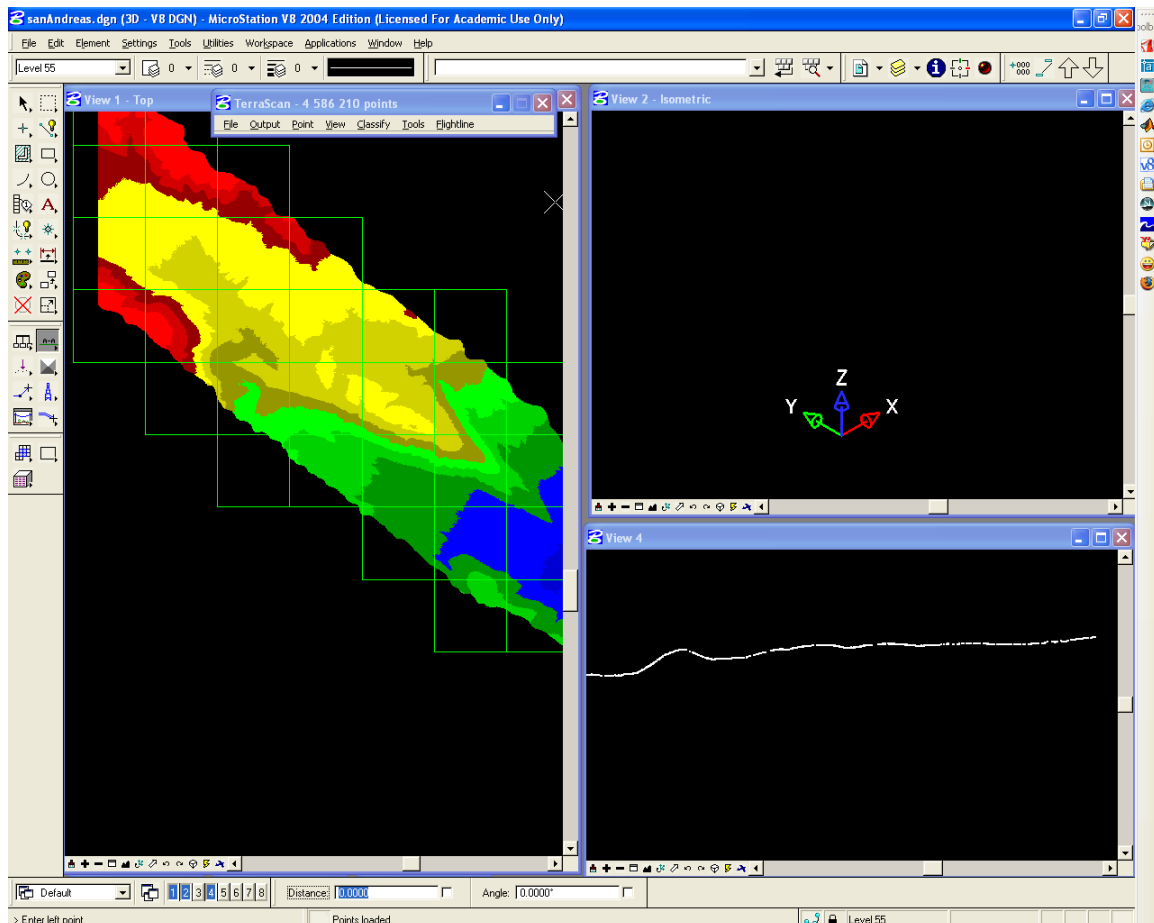 sanAndreas.dgn (3D - V8 DGN) - MicroStation V8 2004 Edition (Licensed For Academic Use Only)
File Edit Element Settings Tools Utilities Workspace Applications Window Help
Level 55 0 0 0
View 1 - Top
TerraScan - 4 586 210 points
File Output Point View Classify Tools Flightline
View 2 - Isometric
Z
Y X
View 4
Default 1 2 3 4 5 6 7 8 Distance: 0.0000 Angle: 0.0000°
> Enter left point Points loaded Level 55